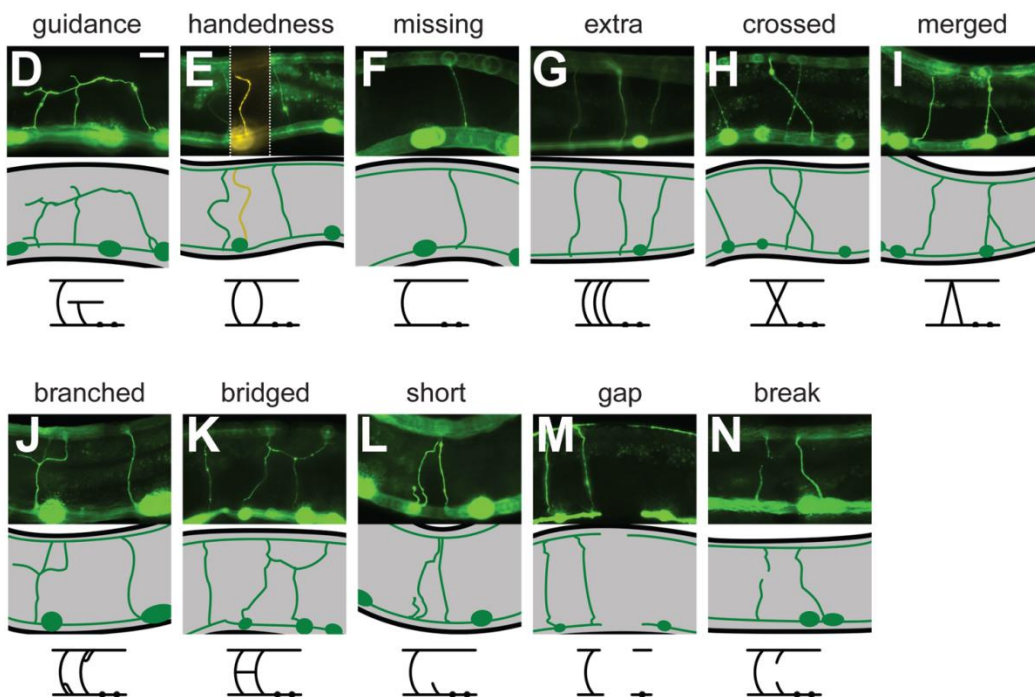 guidance handedness missing extra crossed merged
D E F G H I
branched bridged short gap break
J K L M N